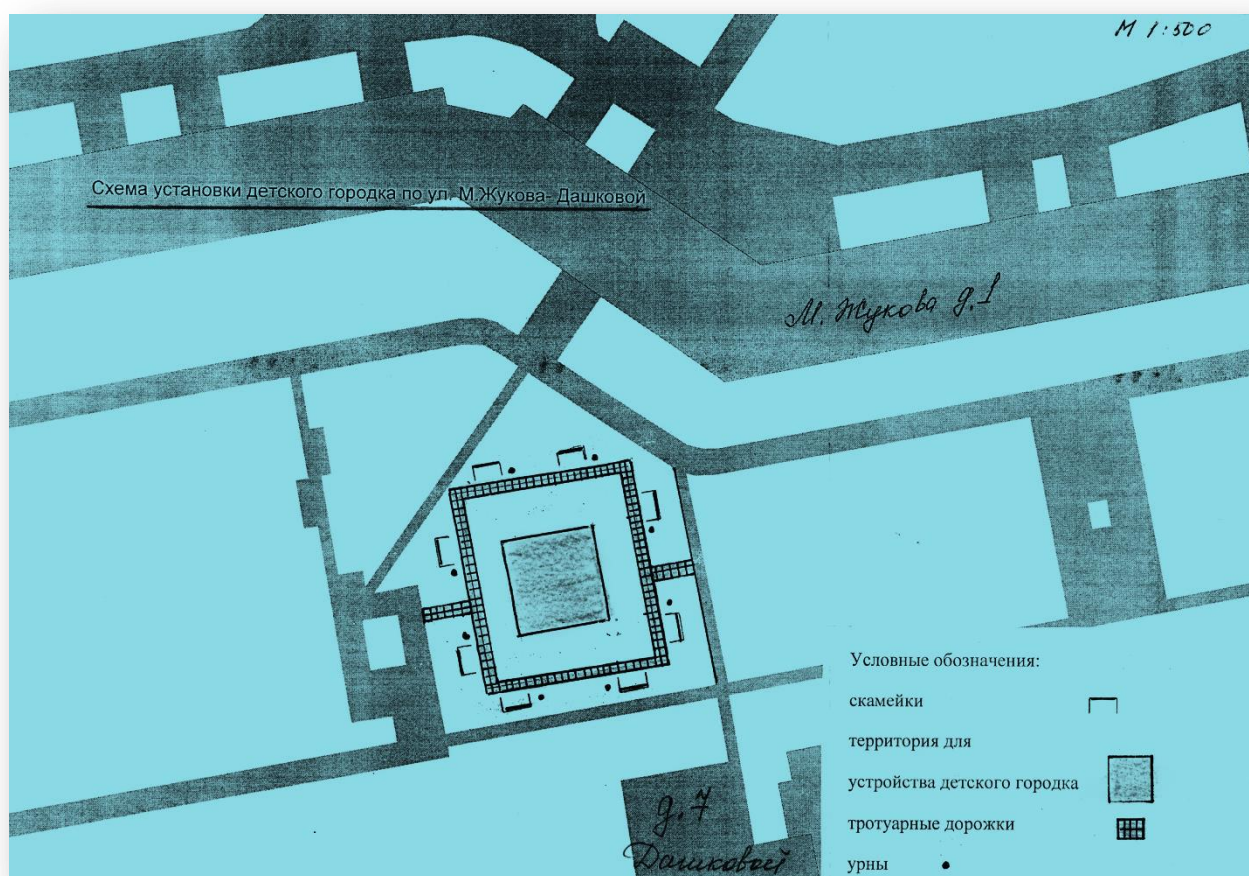 М 1:500
Схема установки детского городка по ул. М.Жукова- Дашковой
М. Жукова д.1
д.7
Дашковой
Условные обозначения:
скамейки
территория для
устройства детского городка
тротуарные дорожки
урны